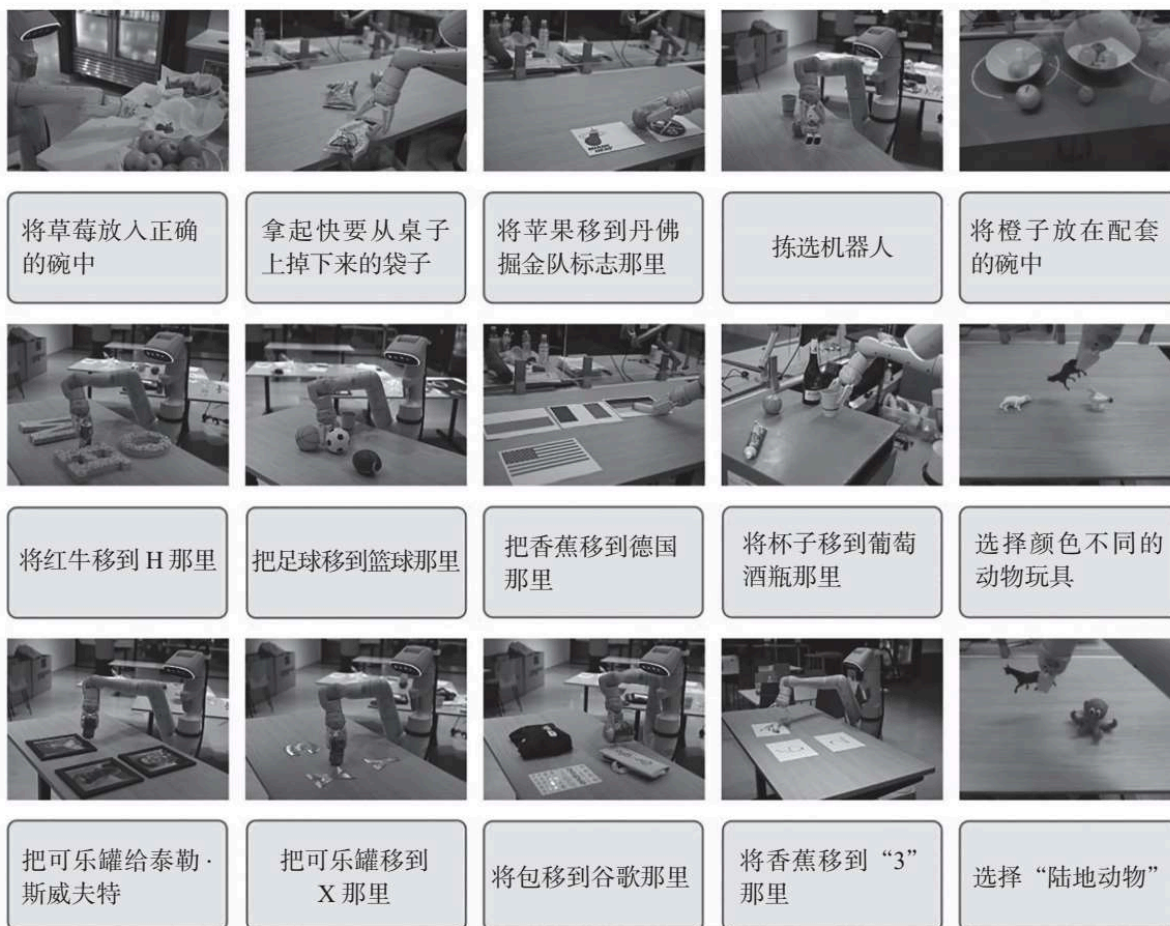 将草莓放入正确
的碗中
拿起快要从桌子
上掉下来的袋子
将苹果移到丹佛
掘金队标志那里
拣选机器人
将橙子放在配套
的碗中
将红牛移到 H 那里
把足球移到篮球那里
把香蕉移到德国
那里
将杯子移到葡萄
酒瓶那里
选择颜色不同的
动物玩具
把可乐罐给泰勒·
斯威夫特
把可乐罐移到
X 那里
将包移到谷歌那里
将香蕉移到“3”
那里
选择“陆地动物”